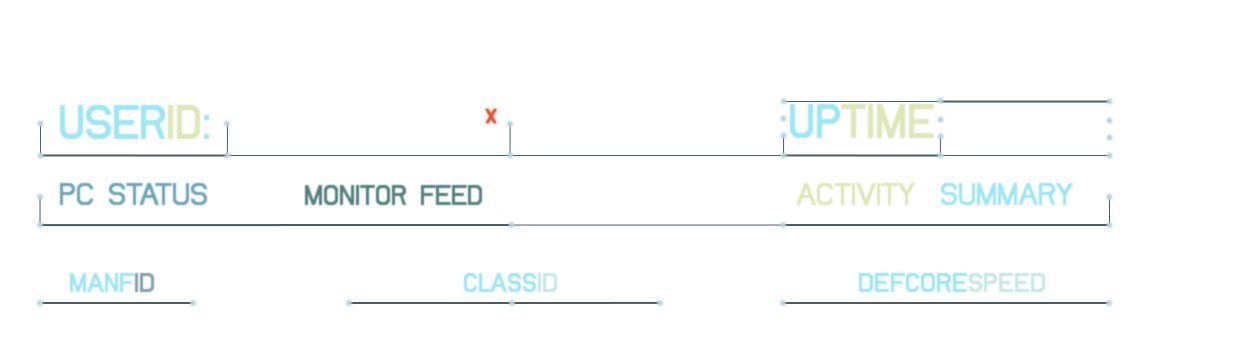 USERID: X UPTIME
PC STATUS MONITOR FEED ACTIVITY SUMMARY
MANFID CLASSID DEFCORESPEED